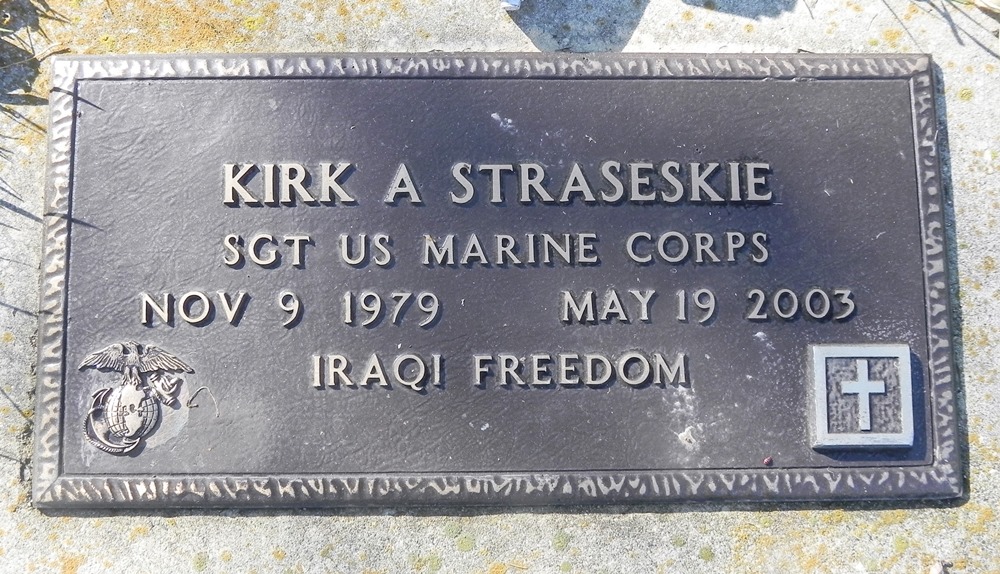 KIRK A STRASESKIE
SGT US MARINE CORPS
NOV 9 1979 MAY 19 2003
IRAQI FREEDOM